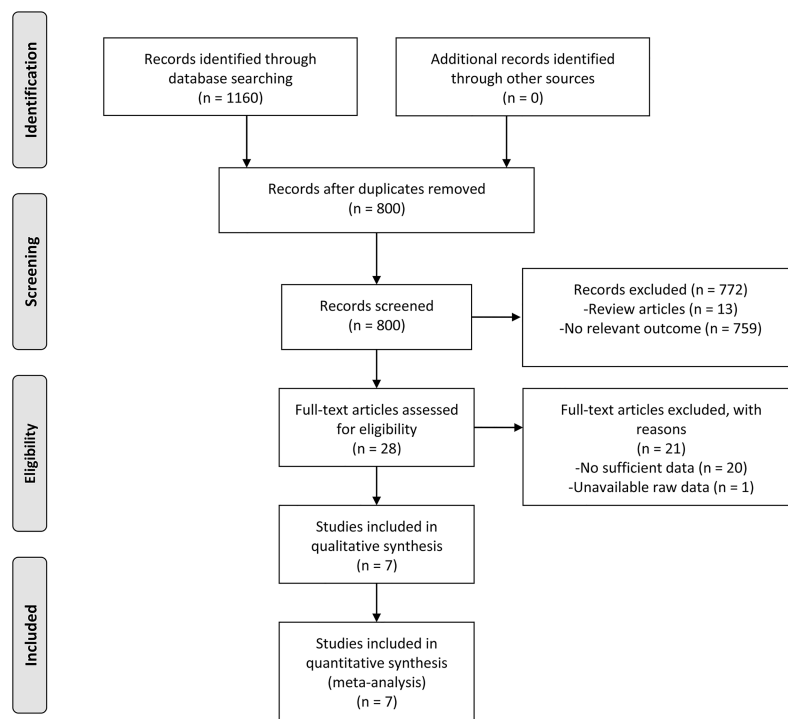 Identification
Records identified through
database searching
(n = 1160)
Additional records identified
through other sources
(n = 0)
Records after duplicates removed
(n = 800)
Screening
Records screened
(n = 800)
Records excluded (n = 772)
-Review articles (n = 13)
-No relevant outcome (n = 759)
Eligibility
Full-text articles assessed
for eligibility
(n = 28)
Full-text articles excluded, with
reasons
(n = 21)
-No sufficient data (n = 20)
-Unavailable raw data (n = 1)
Studies included in
qualitative synthesis
(n = 7)
Included
Studies included in
quantitative synthesis
(meta-analysis)
(n = 7)